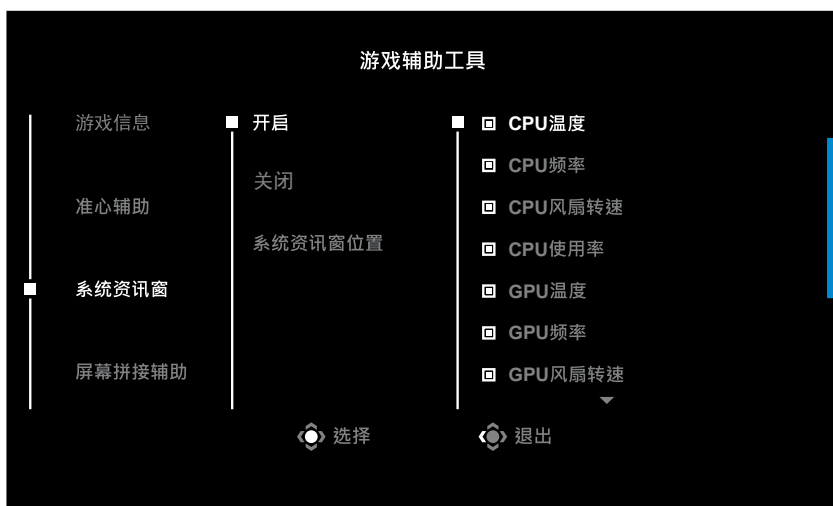 游戏辅助工具
游戏信息
准心辅助
系统资讯窗
屏幕拼接辅助
开启
关闭
系统资讯窗位置
CPU温度
CPU频率
CPU风扇转速
CPU使用率
GPU温度
GPU频率
GPU风扇转速
选择
退出